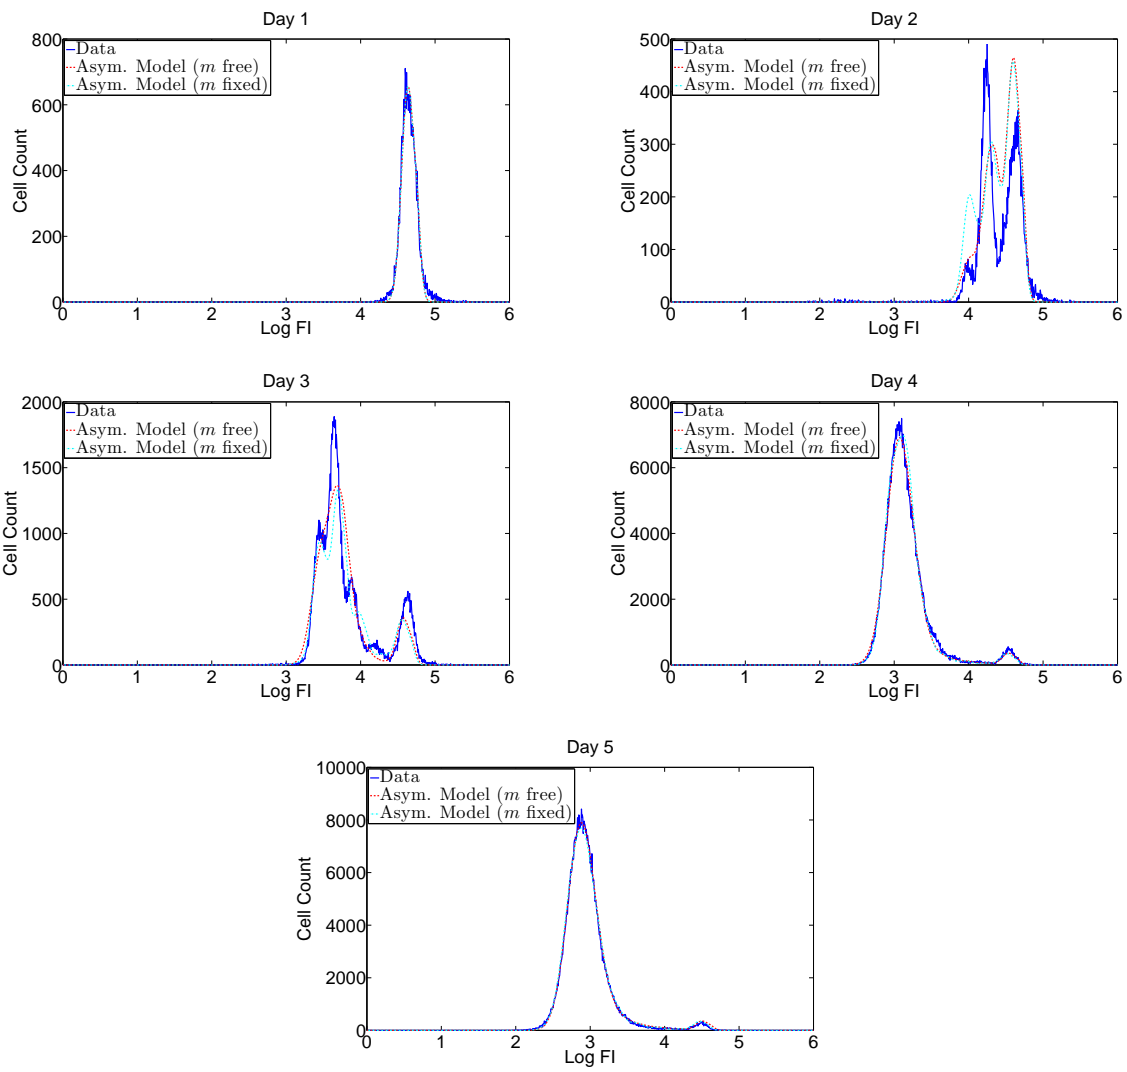 Day 1
800
600
400
200
0
Cell Count
Data
Asym. Model (m free)
Asym. Model (m fixed)
0 1 2 3 4 5 6
Log FI
Day 2
500
400
300
200
100
0
Cell Count
Data
Asym. Model (m free)
Asym. Model (m fixed)
0 1 2 3 4 5 6
Log FI
Day 3
2000
1500
1000
500
0
Cell Count
Data
Asym. Model (m free)
Asym. Model (m fixed)
0 1 2 3 4 5 6
Log FI
Day 4
8000
6000
4000
2000
0
Cell Count
Data
Asym. Model (m free)
Asym. Model (m fixed)
0 1 2 3 4 5 6
Log FI
Day 5
10000
8000
6000
4000
2000
0
Cell Count
Data
Asym. Model (m free)
Asym. Model (m fixed)
0 1 2 3 4 5 6
Log FI